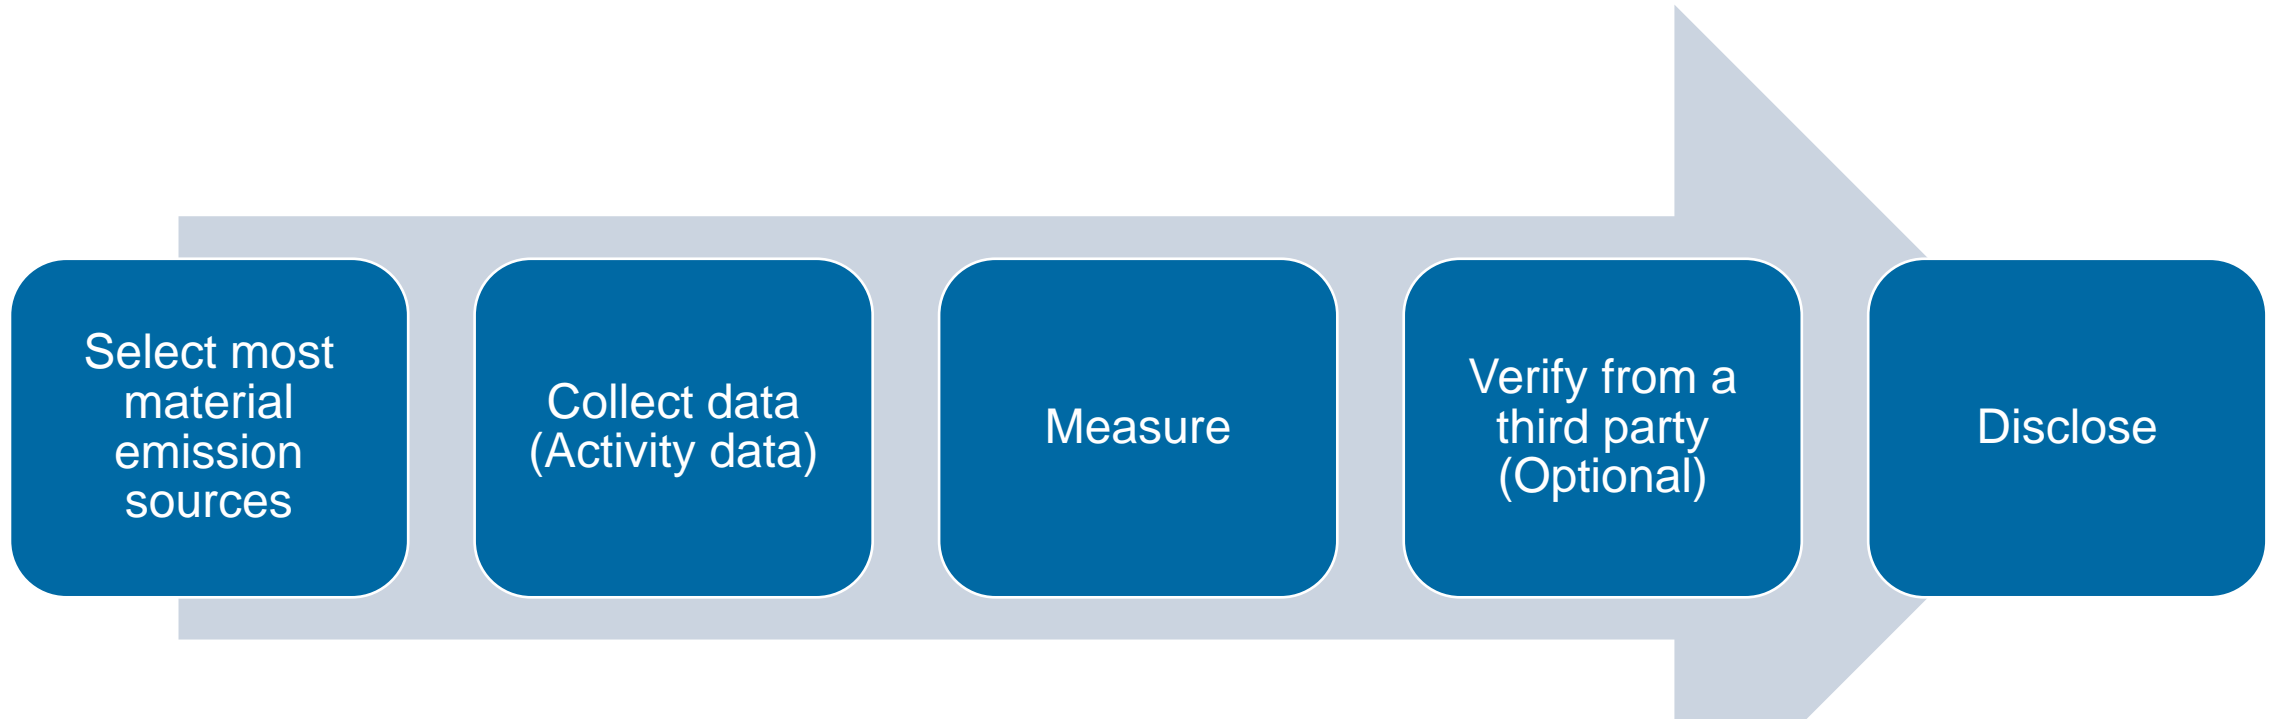 Select most
material
emission
sources
Collect data
(Activity data)
Measure
Verify from a
third party
(Optional)
Disclose